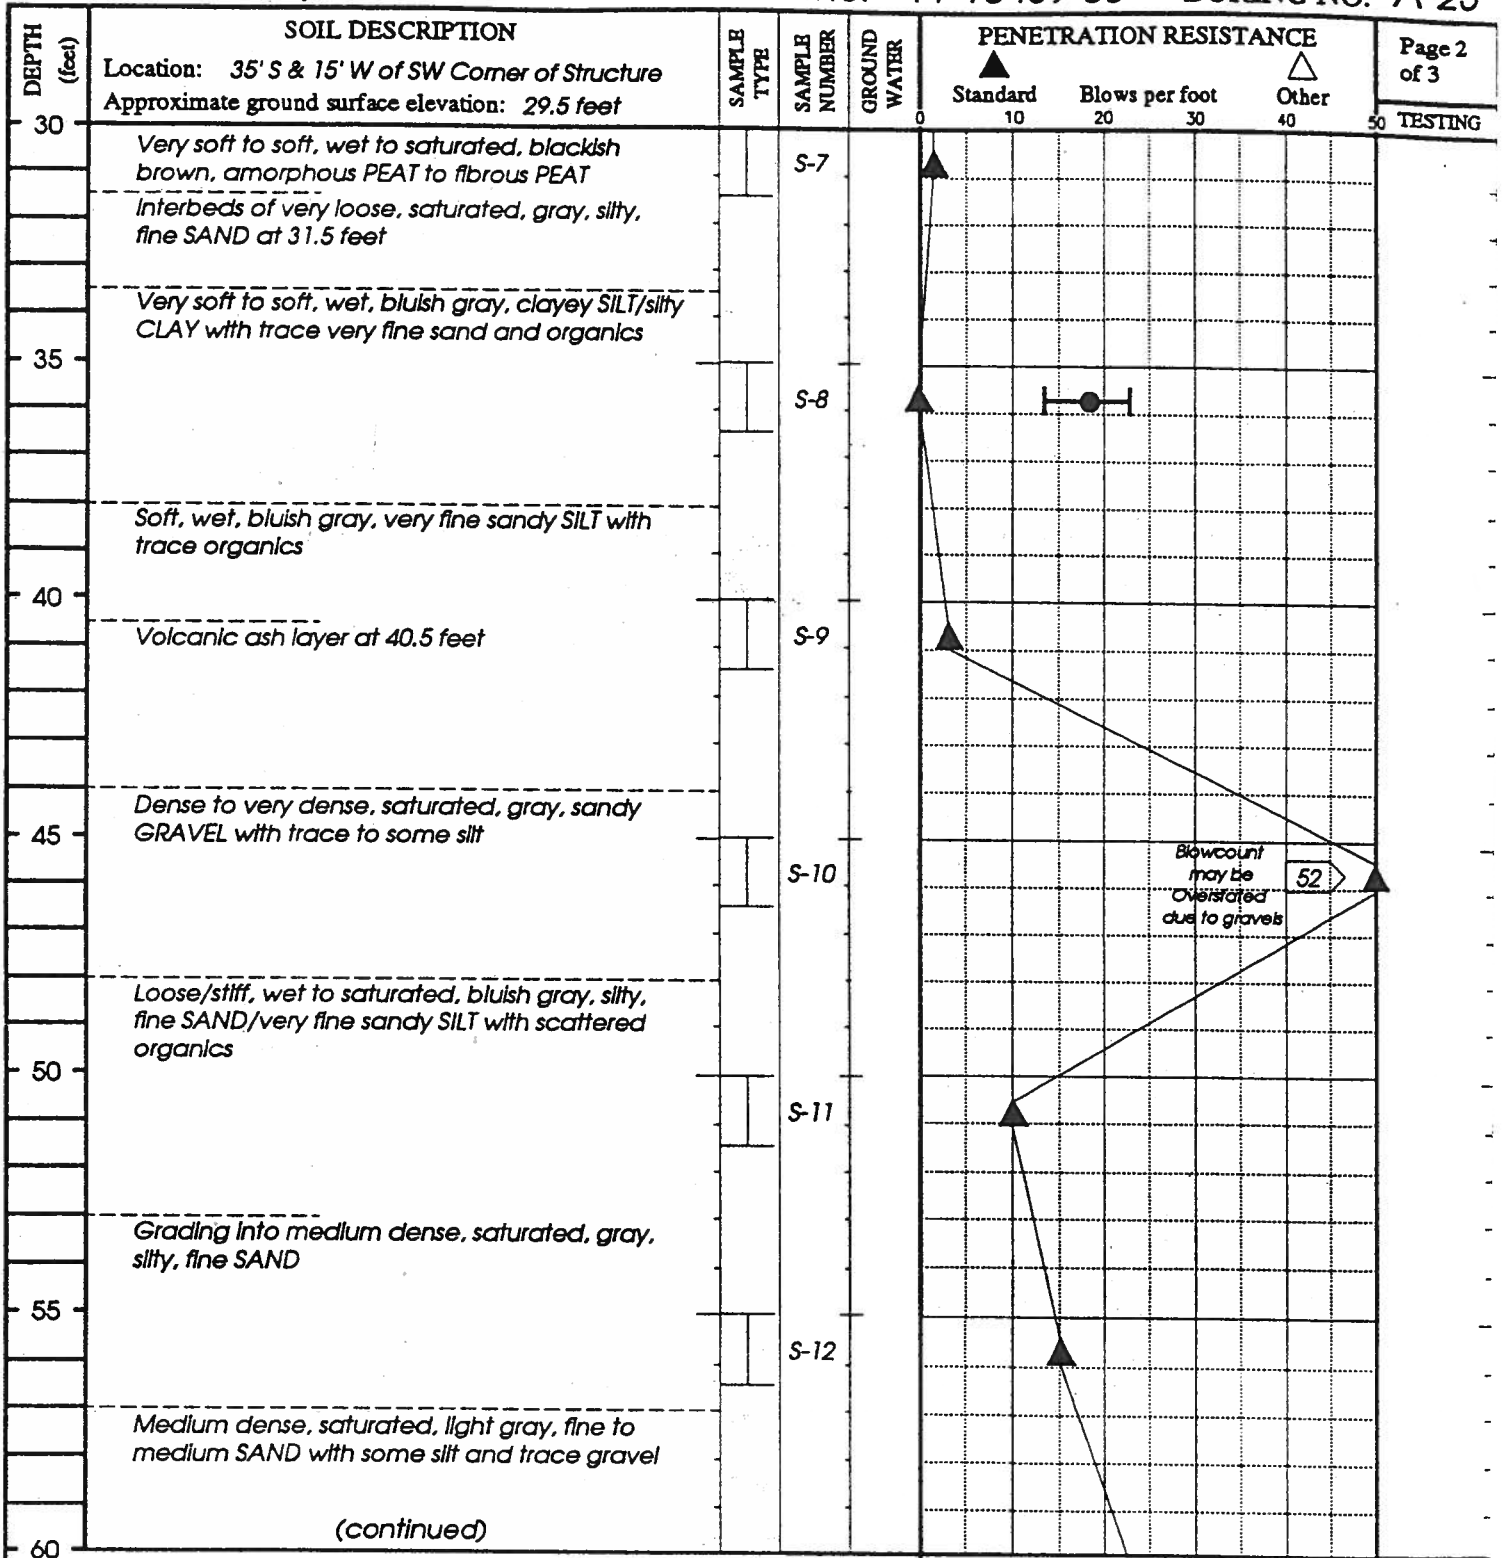 BORING NO. A-25
DEPTH (feet)
SOIL DESCRIPTION
Location: 35' S & 15' W of SW Corner of Structure
Approximate ground surface elevation: 29.5 feet
SAMPLE TYPE
SAMPLE NUMBER
GROUND WATER
PENETRATION RESISTANCE
Standard Blows per foot Other
0 10 20 30 40 50
Page 2 of 3
TESTING
30
Very soft to soft, wet to saturated, blackish
brown, amorphous PEAT to fibrous PEAT
S-7
Interbeds of very loose, saturated, gray, silty,
fine SAND at 31.5 feet
Very soft to soft, wet, bluish gray, clayey SILT/silty
CLAY with trace very fine sand and organics
35
S-8
Soft, wet, bluish gray, very fine sandy SILT with
trace organics
40
Volcanic ash layer at 40.5 feet
S-9
Dense to very dense, saturated, gray, sandy
GRAVEL with trace to some silt
45
S-10
Blowcount
may be
Overstated
due to gravels
52
Loose/stiff, wet to saturated, bluish gray, silty,
fine SAND/very fine sandy SILT with scattered
organics
50
S-11
Grading into medium dense, saturated, gray,
silty, fine SAND
55
S-12
Medium dense, saturated, light gray, fine to
medium SAND with some silt and trace gravel
(continued)
60